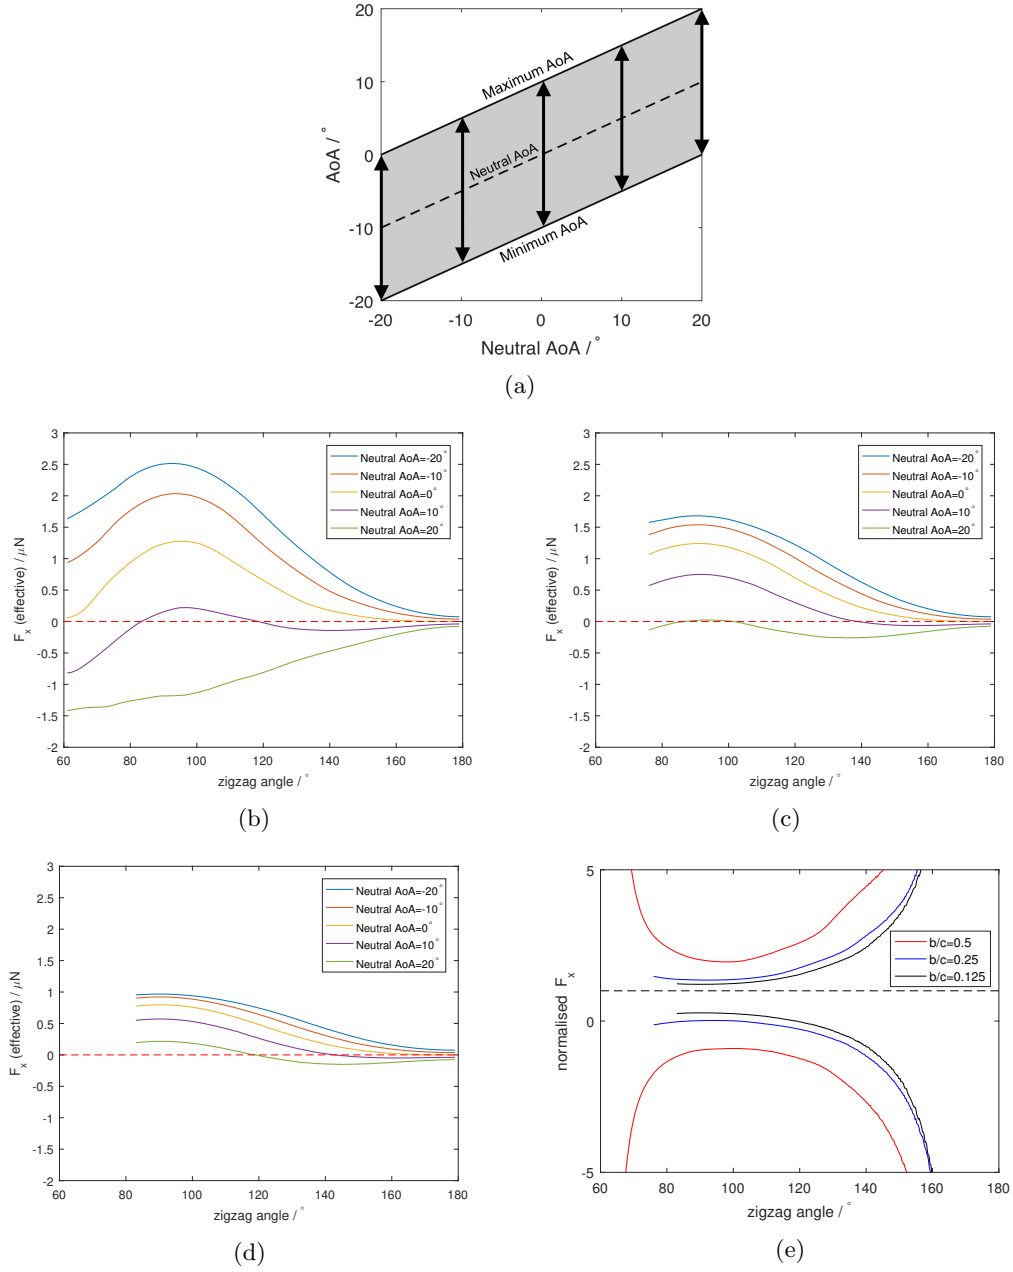 20
10
0
-10
-20
AoA / °
Maximum AoA
Neutral AoA
Minimum AoA
-20 -10 0 10 20
Neutral AoA / °
(a)
3
2.5
2
1.5
1
0.5
0
-0.5
-1
-1.5
-2
F_x (effective) / μN
Neutral AoA=-20°
Neutral AoA=-10°
Neutral AoA=0°
Neutral AoA=10°
Neutral AoA=20°
60 80 100 120 140 160 180
zigzag angle / °
(b)
3
2.5
2
1.5
1
0.5
0
-0.5
-1
-1.5
-2
F_x (effective) / μN
Neutral AoA=-20°
Neutral AoA=-10°
Neutral AoA=0°
Neutral AoA=10°
Neutral AoA=20°
60 80 100 120 140 160 180
zigzag angle / °
(c)
3
2.5
2
1.5
1
0.5
0
-0.5
-1
-1.5
-2
F_x (effective) / μN
Neutral AoA=-20°
Neutral AoA=-10°
Neutral AoA=0°
Neutral AoA=10°
Neutral AoA=20°
60 80 100 120 140 160 180
zigzag angle / °
(d)
5
0
-5
normalised F_x
b/c=0.5
b/c=0.25
b/c=0.125
60 80 100 120 140 160 180
zigzag angle / °
(e)